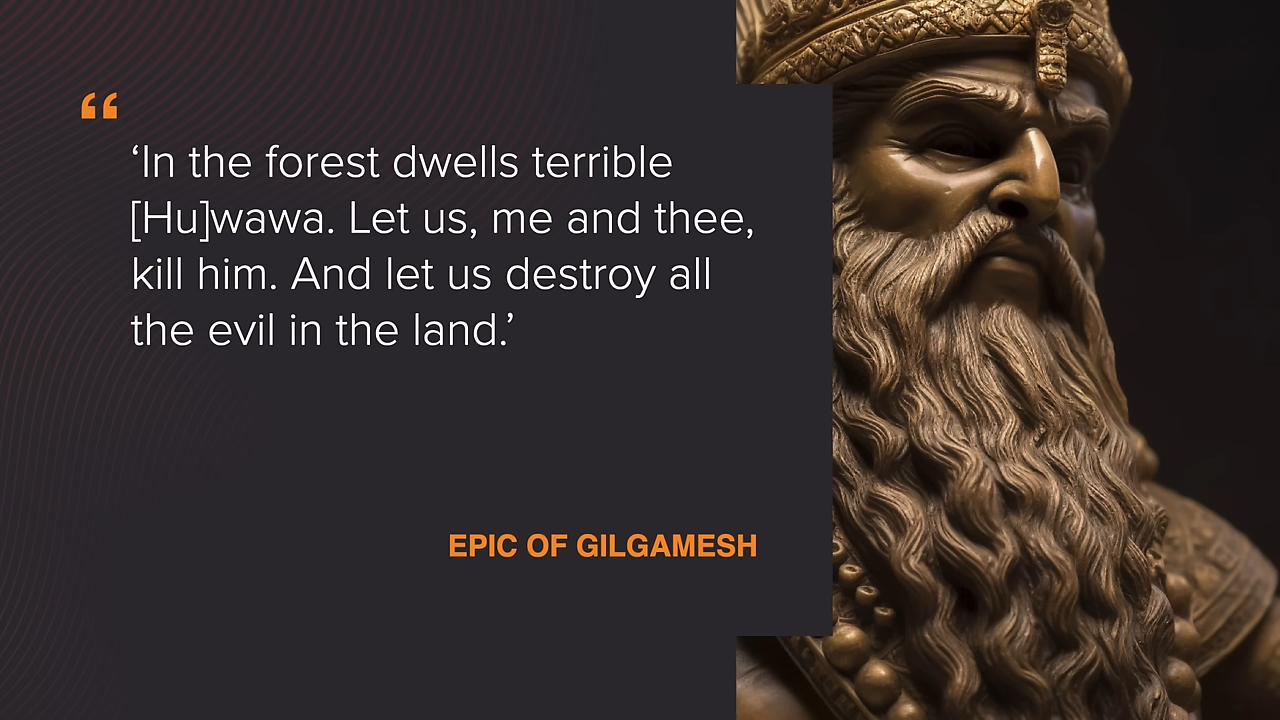 “
‘In the forest dwells terrible
[Hu]wawa. Let us, me and thee,
kill him. And let us destroy all
the evil in the land.’
EPIC OF GILGAMESH